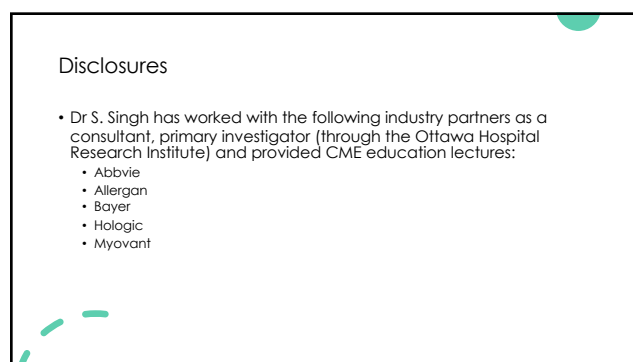 Disclosures
• Dr S. Singh has worked with the following industry partners as a
consultant, primary investigator (through the Ottawa Hospital
Research Institute) and provided CME education lectures:
• Abbvie
• Allergan
• Bayer
• Hologic
• Myovant